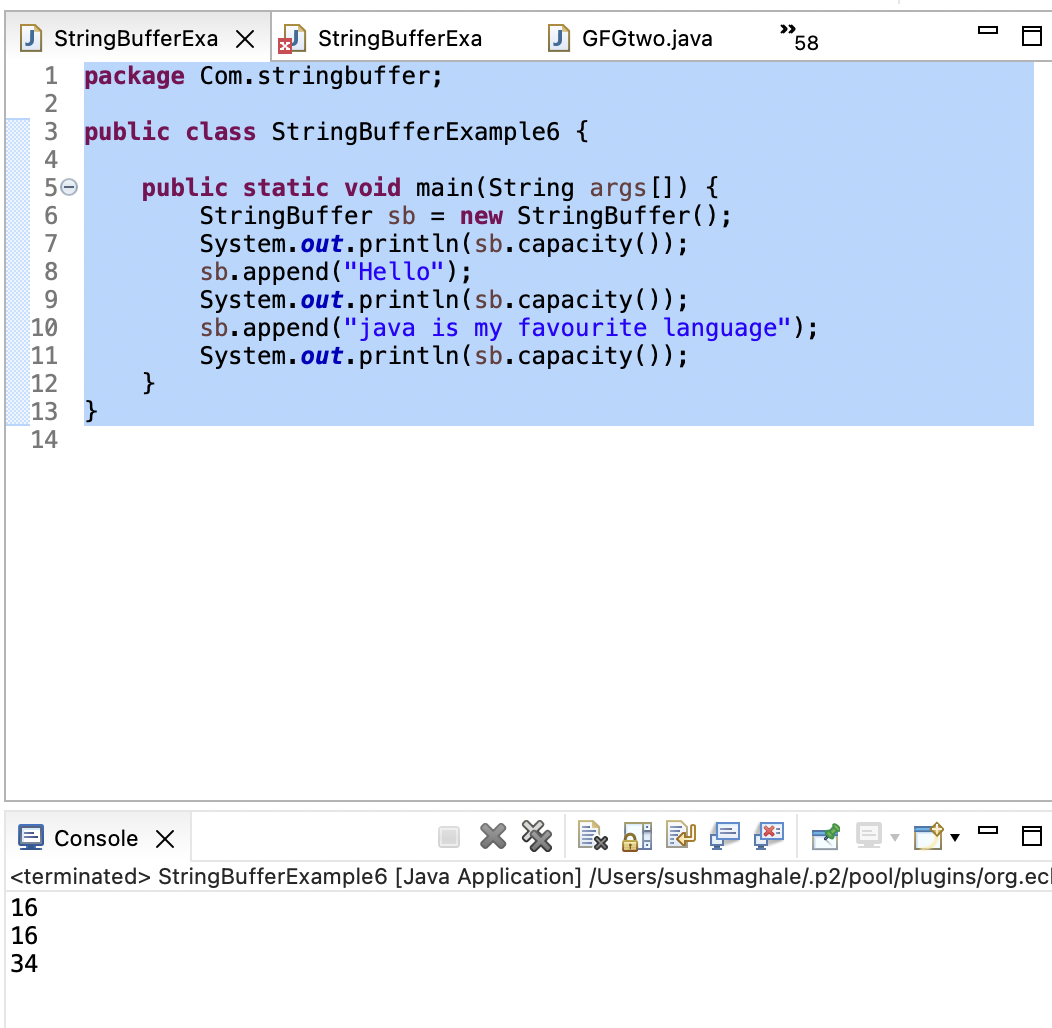 StringBufferExa StringBufferExa GFGtwo.java »58
1 package Com.stringbuffer;
2
3 public class StringBufferExample6 {
4
5 public static void main(String args[]) {
6 StringBuffer sb = new StringBuffer();
7 System.out.println(sb.capacity());
8 sb.append("Hello");
9 System.out.println(sb.capacity());
10 sb.append("java is my favourite language");
11 System.out.println(sb.capacity());
12 }
13 }
14
Console
<terminated> StringBufferExample6 [Java Application] /Users/sushmaghale/.p2/pool/plugins/org.ecl
16
16
34